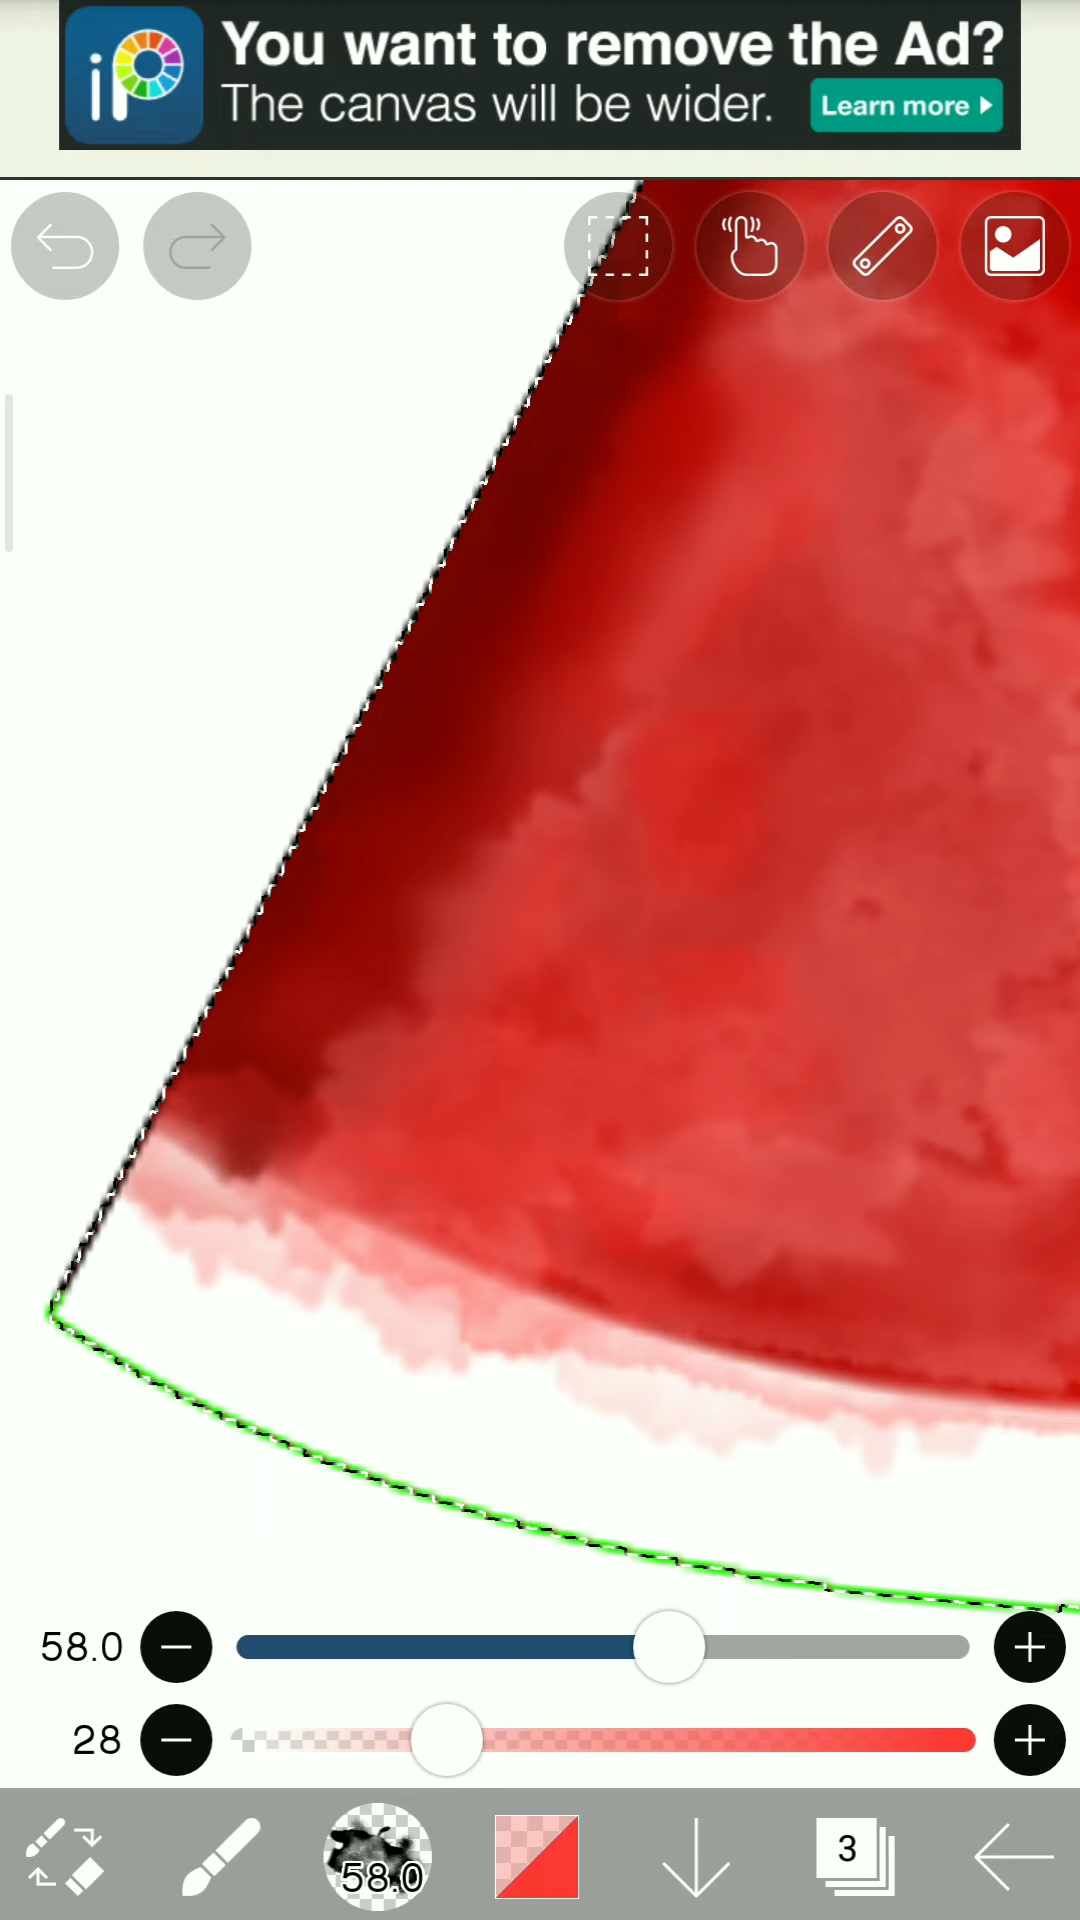 iP
You want to remove the Ad?
The canvas will be wider.
Learn more
58.0
28
58.0
3